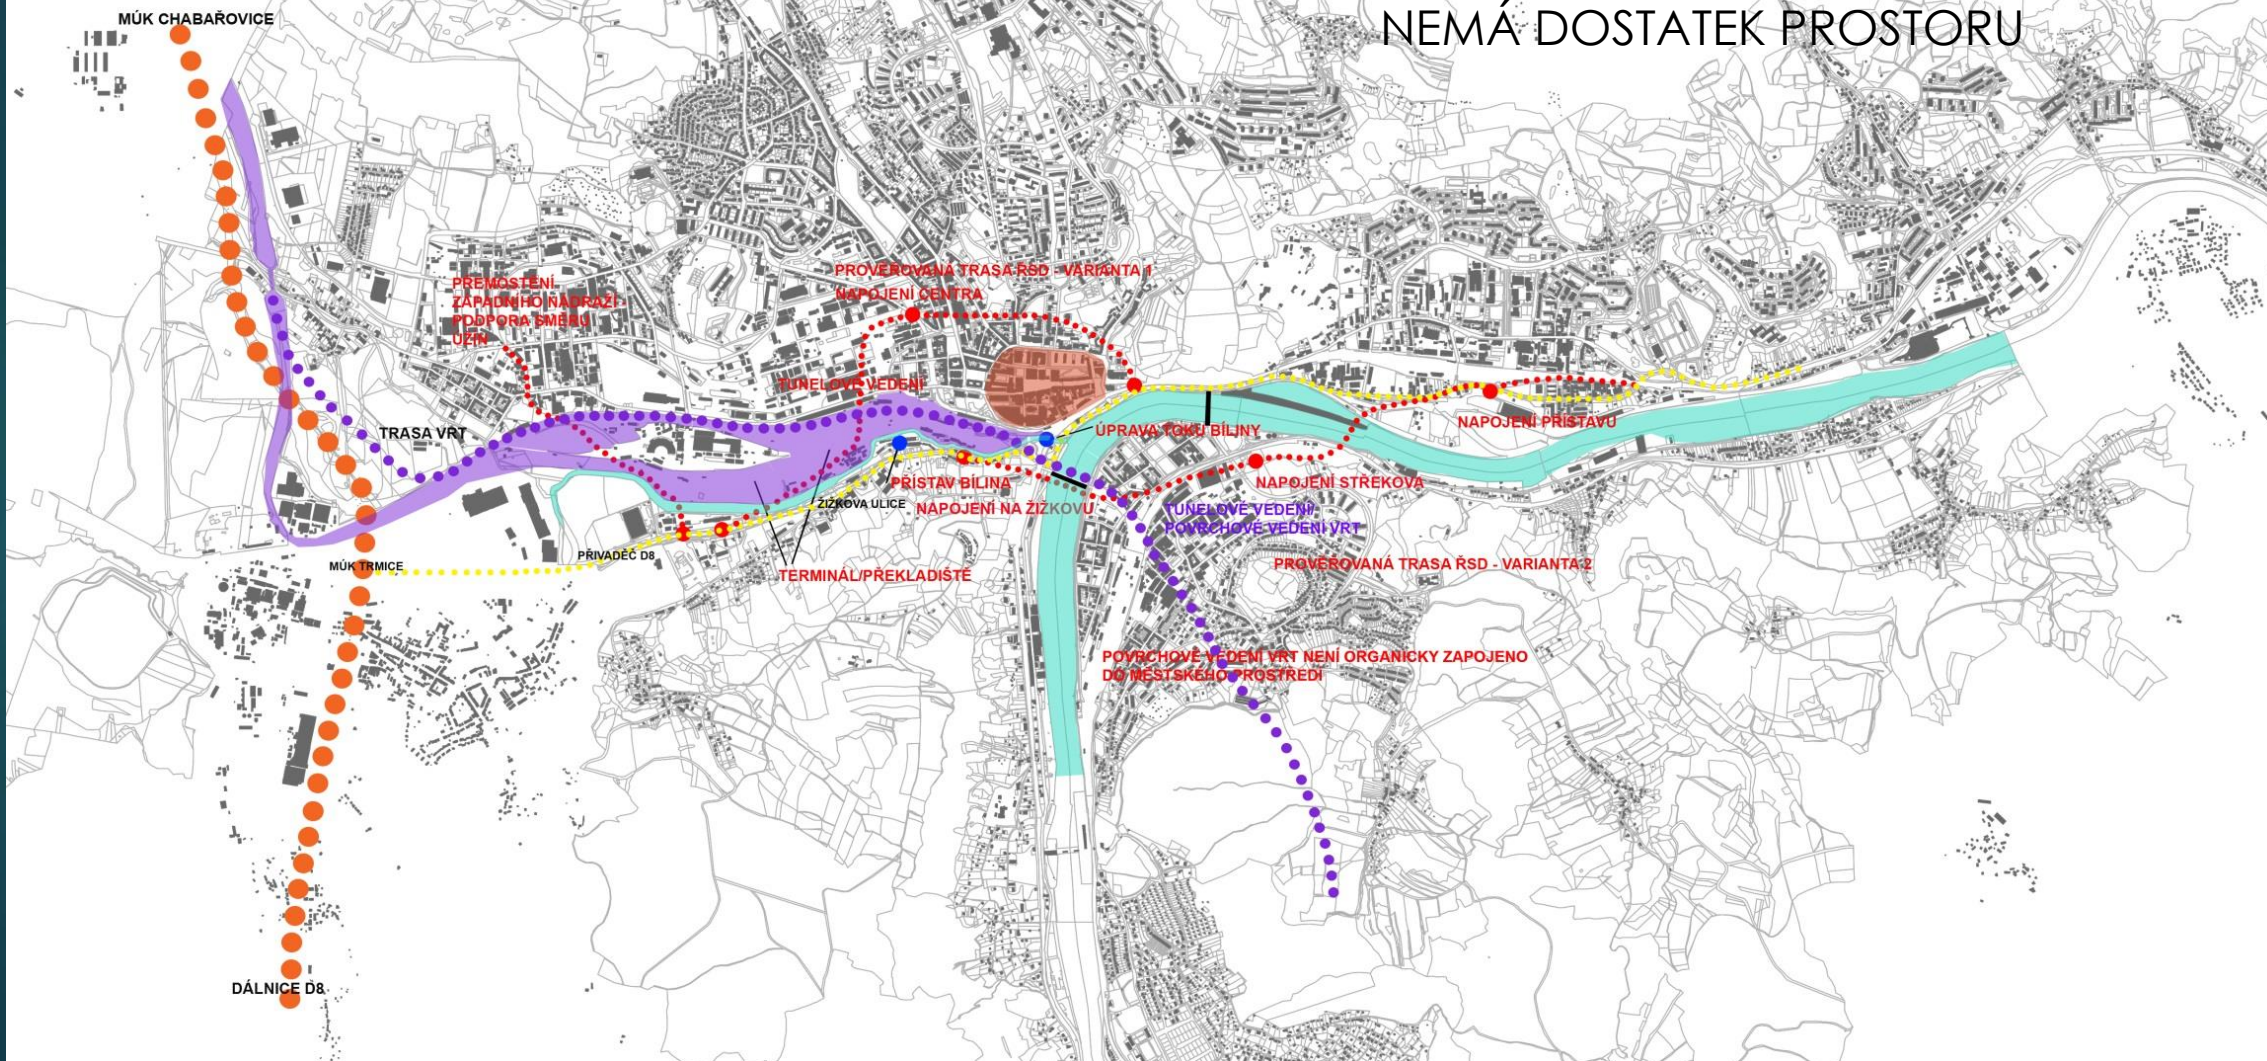 NEMÁ DOSTATEK PROSTORU
MÚK CHABAŘOVICE
PROVĚŘOVANÁ TRASA ŘSD - VARIANTA 1
NAPOJENÍ CENTRA
PŘEMOSTĚNÍ
ZÁPADNÍHO NÁDRAŽÍ -
PODPORA SMĚRU
ÚŽÍN
TUNELOVÉ VEDENÍ
TRASA VRT
ÚPRAVA TOKU BÍLINY
NAPOJENÍ PŘÍSTAVU
PŘÍSTAV BÍLINA
NAPOJENÍ STŘEKOVA
ŽIŽKOVA ULICE
NAPOJENÍ NA ŽIŽKOVU
TUNELOVÉ VEDENÍ/
POVRCHOVÉ VEDENÍ VRT
PŘIVADĚČ D8
MÚK TRMICE
TERMINÁL/PŘEKLADIŠTĚ
PROVĚŘOVANÁ TRASA ŘSD - VARIANTA 2
POVRCHOVÉ VEDENÍ VRT NENÍ ORGANICKY ZAPOJENO
DO MĚSTSKÉHO PROSTŘEDÍ
DÁLNICE D8